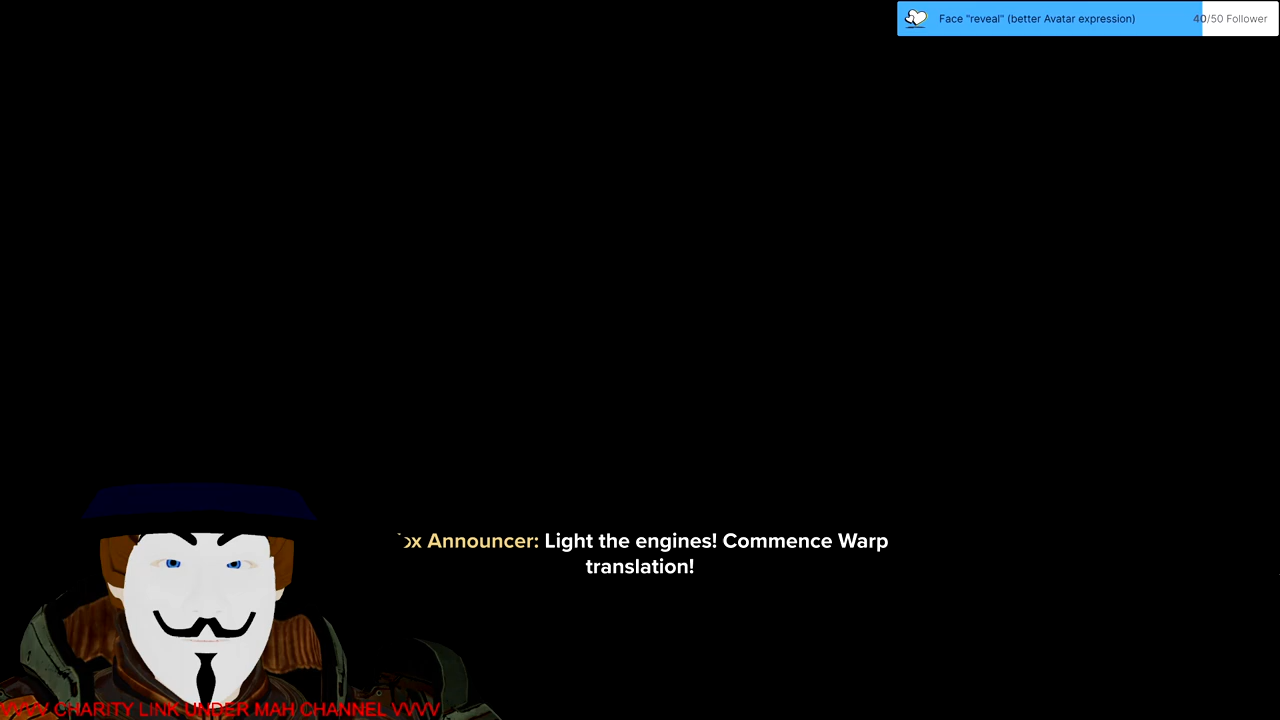 Face "reveal" (better Avatar expression) 40/50 Follower
ox Announcer: Light the engines! Commence Warp
translation!
VVVV CHARITY LINK UNDER MAH CHANNEL VVVV